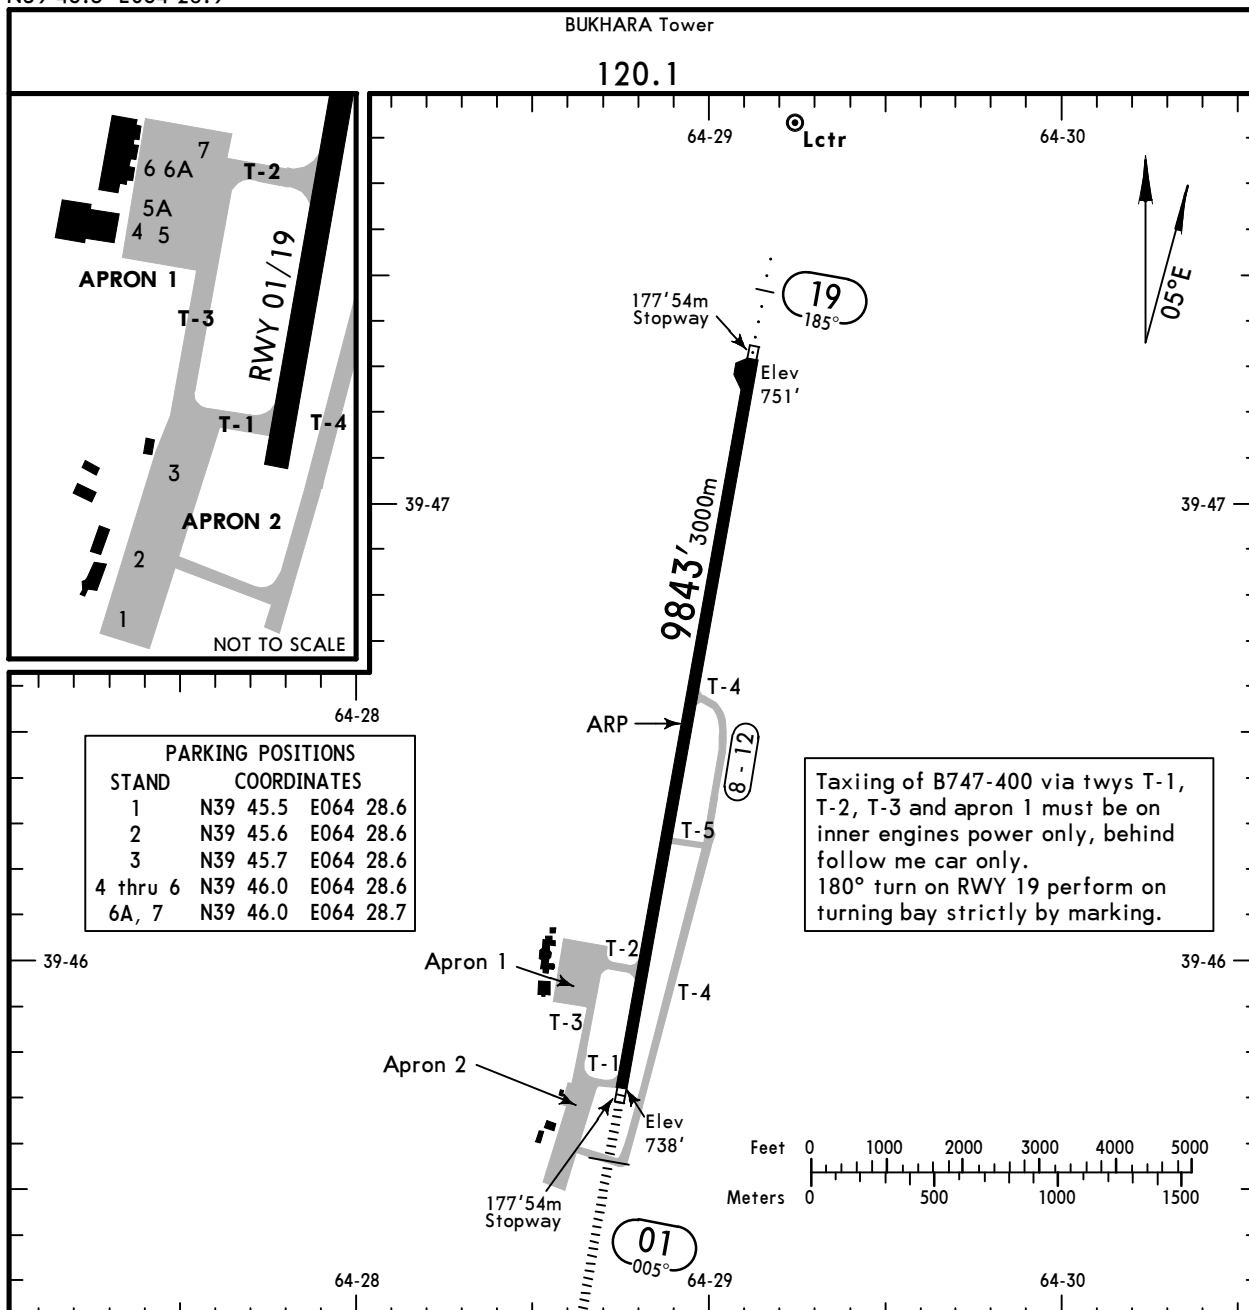 BUKHARA Tower
120.1
64-29
64-30
Lctr
05°E
19
185°
177'54m
Stopway
Elev
751'
7
6 6A
T-2
5A
4 5
APRON 1
T-3
RWY 01/19
T-1
T-4
3
APRON 2
2
1
NOT TO SCALE
39-47
39-47
9843' 3000m
64-28
T-4
ARP
8 - 12
T-5
PARKING POSITIONS
STAND COORDINATES
1 N39 45.5 E064 28.6
2 N39 45.6 E064 28.6
3 N39 45.7 E064 28.6
4 thru 6 N39 46.0 E064 28.6
6A, 7 N39 46.0 E064 28.7
Taxiing of B747-400 via twys T-1,
T-2, T-3 and apron 1 must be on
inner engines power only, behind
follow me car only.
180° turn on RWY 19 perform on
turning bay strictly by marking.
39-46
39-46
Apron 1
T-2
T-4
T-3
Apron 2
T-1
Elev
738'
177'54m
Stopway
01
005°
Feet 0 1000 2000 3000 4000 5000
Meters 0 500 1000 1500
64-28
64-29
64-30